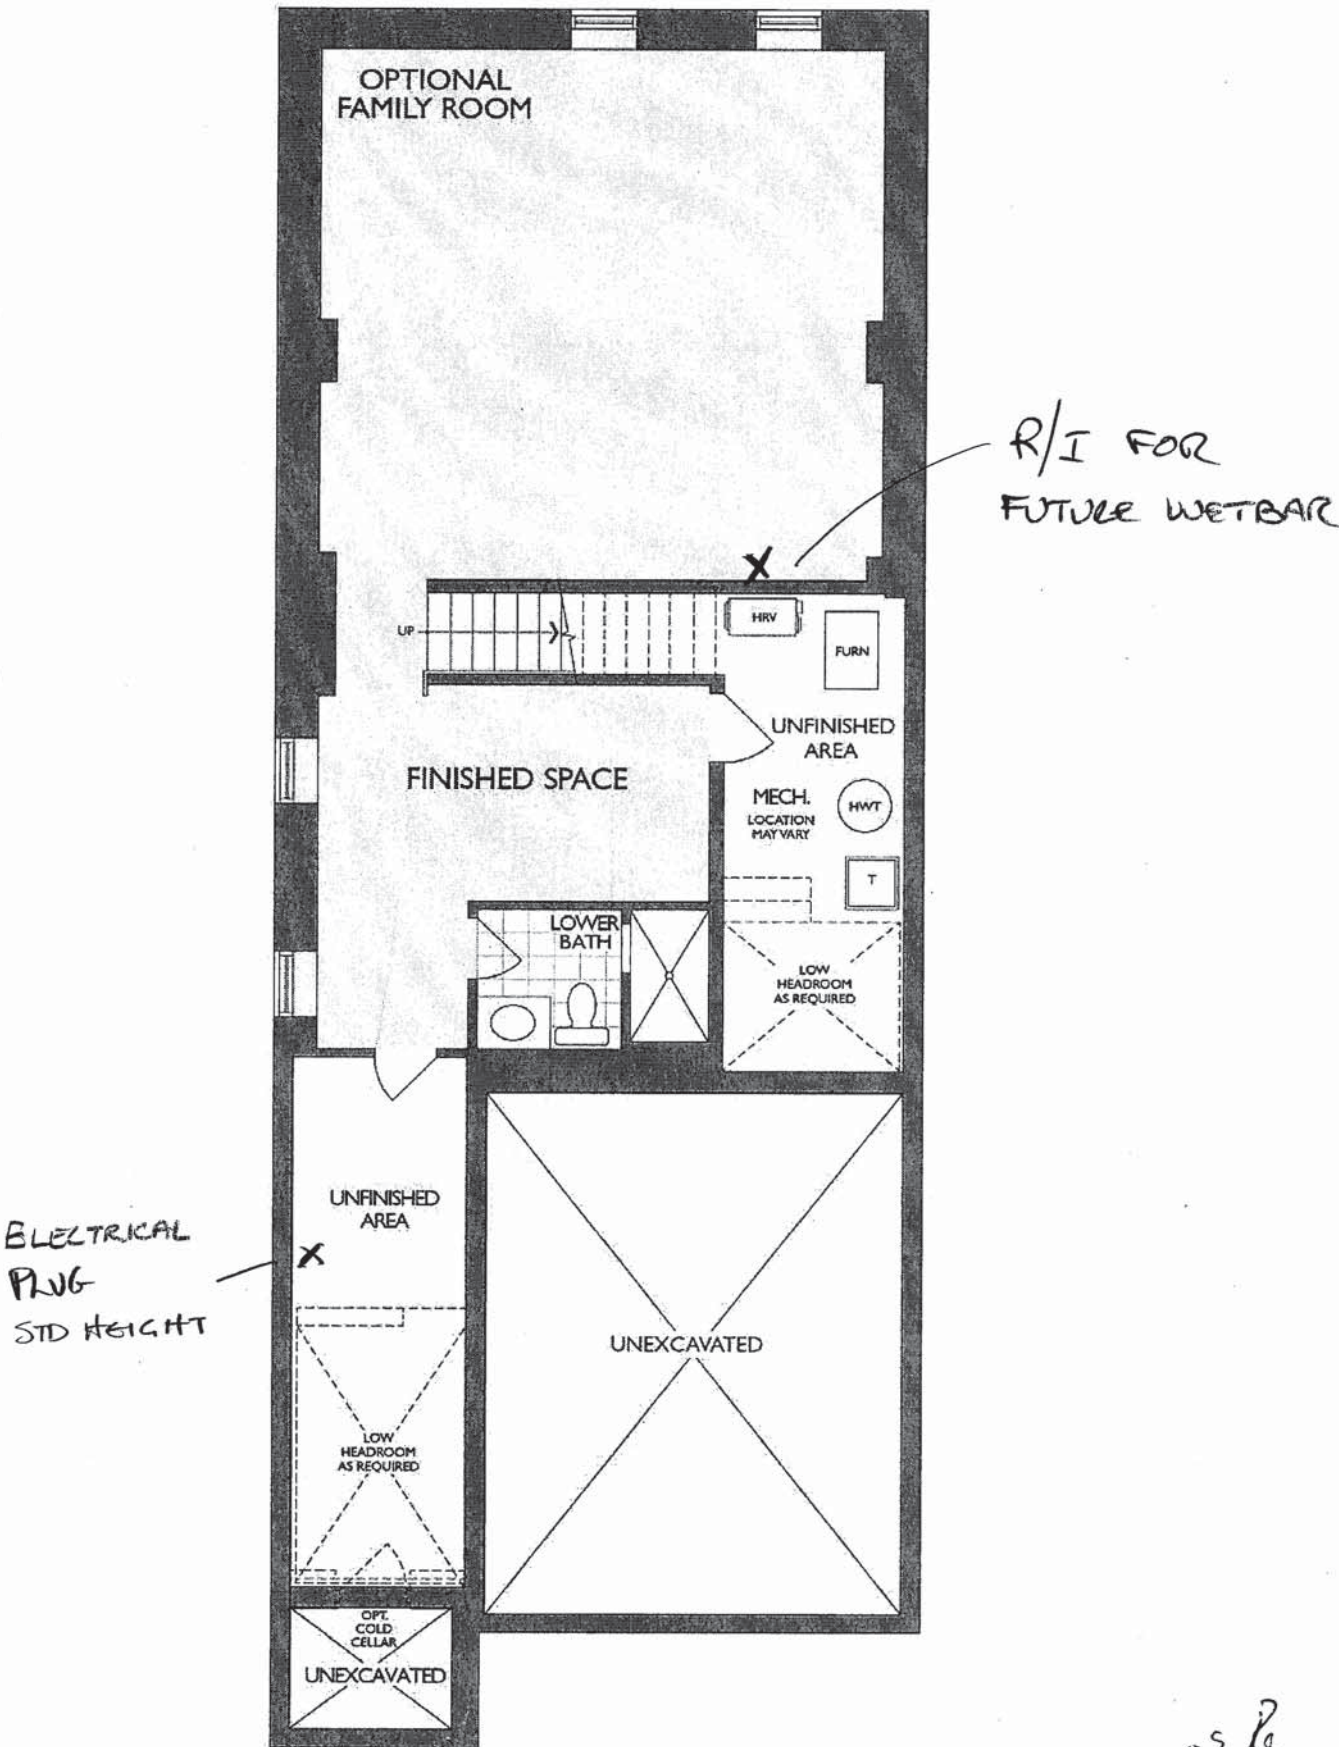 OPTIONAL
FAMILY ROOM
R/I FOR
FUTURE WETBAR
X
UP
HRV
FURN
UNFINISHED
AREA
FINISHED SPACE
MECH.
LOCATION
MAY VARY
HWT
T
LOWER
BATH
LOW
HEADROOM
AS REQUIRED
UNFINISHED
AREA
ELECTRICAL
PLUG
STD HEIGHT
X
UNEXCAVATED
LOW
HEADROOM
AS REQUIRED
OPT.
COLD
CELLAR
UNEXCAVATED